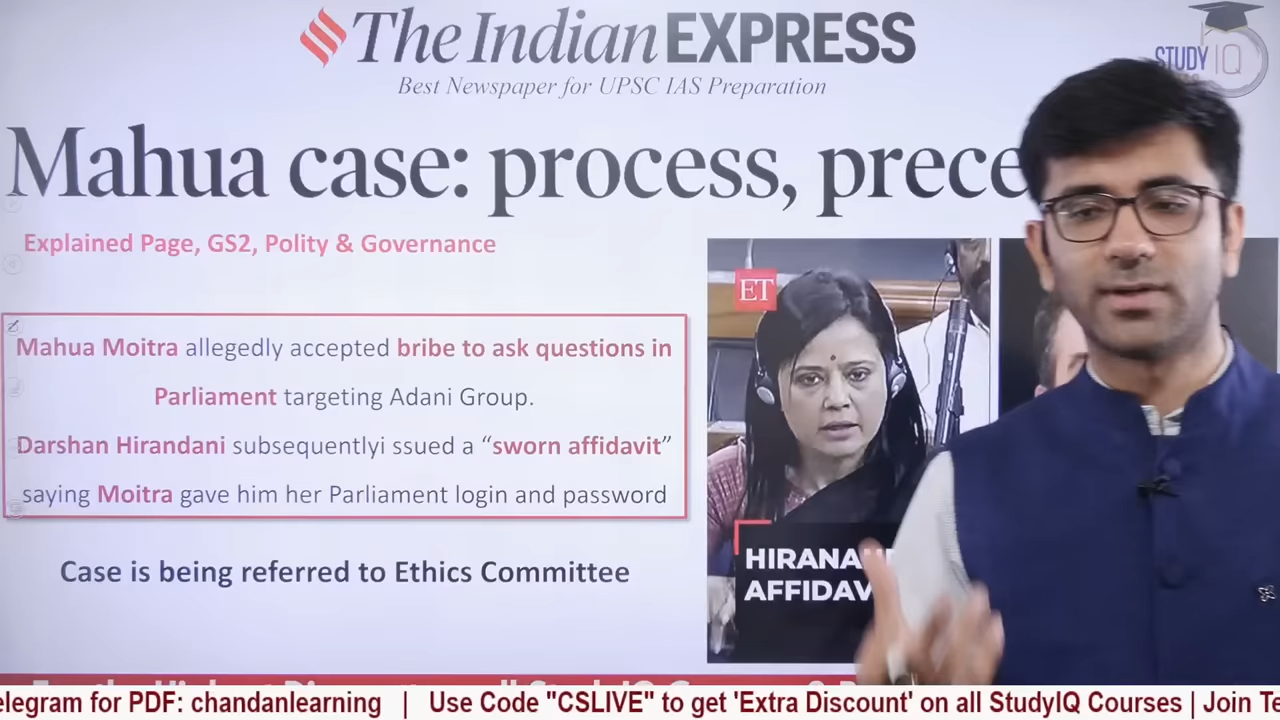 The Indian EXPRESS
Best Newspaper for UPSC IAS Preparation
STUDY IQ
Mahua case: process, prece
Explained Page, GS2, Polity & Governance
Mahua Moitra allegedly accepted bribe to ask questions in
Parliament targeting Adani Group.
Darshan Hirandani subsequentlyi ssued a “sworn affidavit”
saying Moitra gave him her Parliament login and password
Case is being referred to Ethics Committee
ET
HIRANA
AFFIDAV
elegram for PDF: chandanlearning | Use Code "CSLIVE" to get 'Extra Discount' on all StudyIQ Courses | Join Te